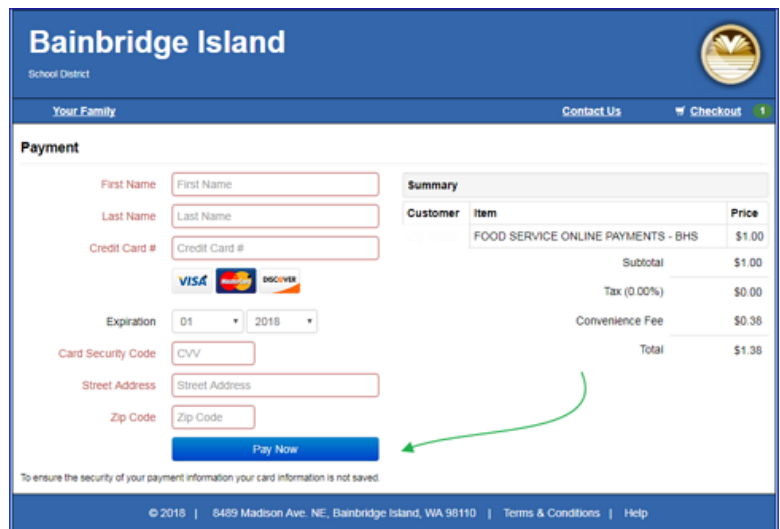 Bainbridge Island
School District
Your Family
Contact Us
Checkout 1
Payment
First Name First Name
Last Name Last Name
Credit Card # Credit Card #
VISA MasterCard DISCOVER
Expiration 01 2018
Card Security Code CVV
Street Address Street Address
Zip Code Zip Code
Pay Now
To ensure the security of your payment information your card information is not saved.
Summary
Customer Item Price
FOOD SERVICE ONLINE PAYMENTS - BHS $1.00
Subtotal $1.00
Tax (0.00%) $0.00
Convenience Fee $0.38
Total $1.38
© 2018 | 8489 Madison Ave. NE, Bainbridge Island, WA 98110 | Terms & Conditions | Help